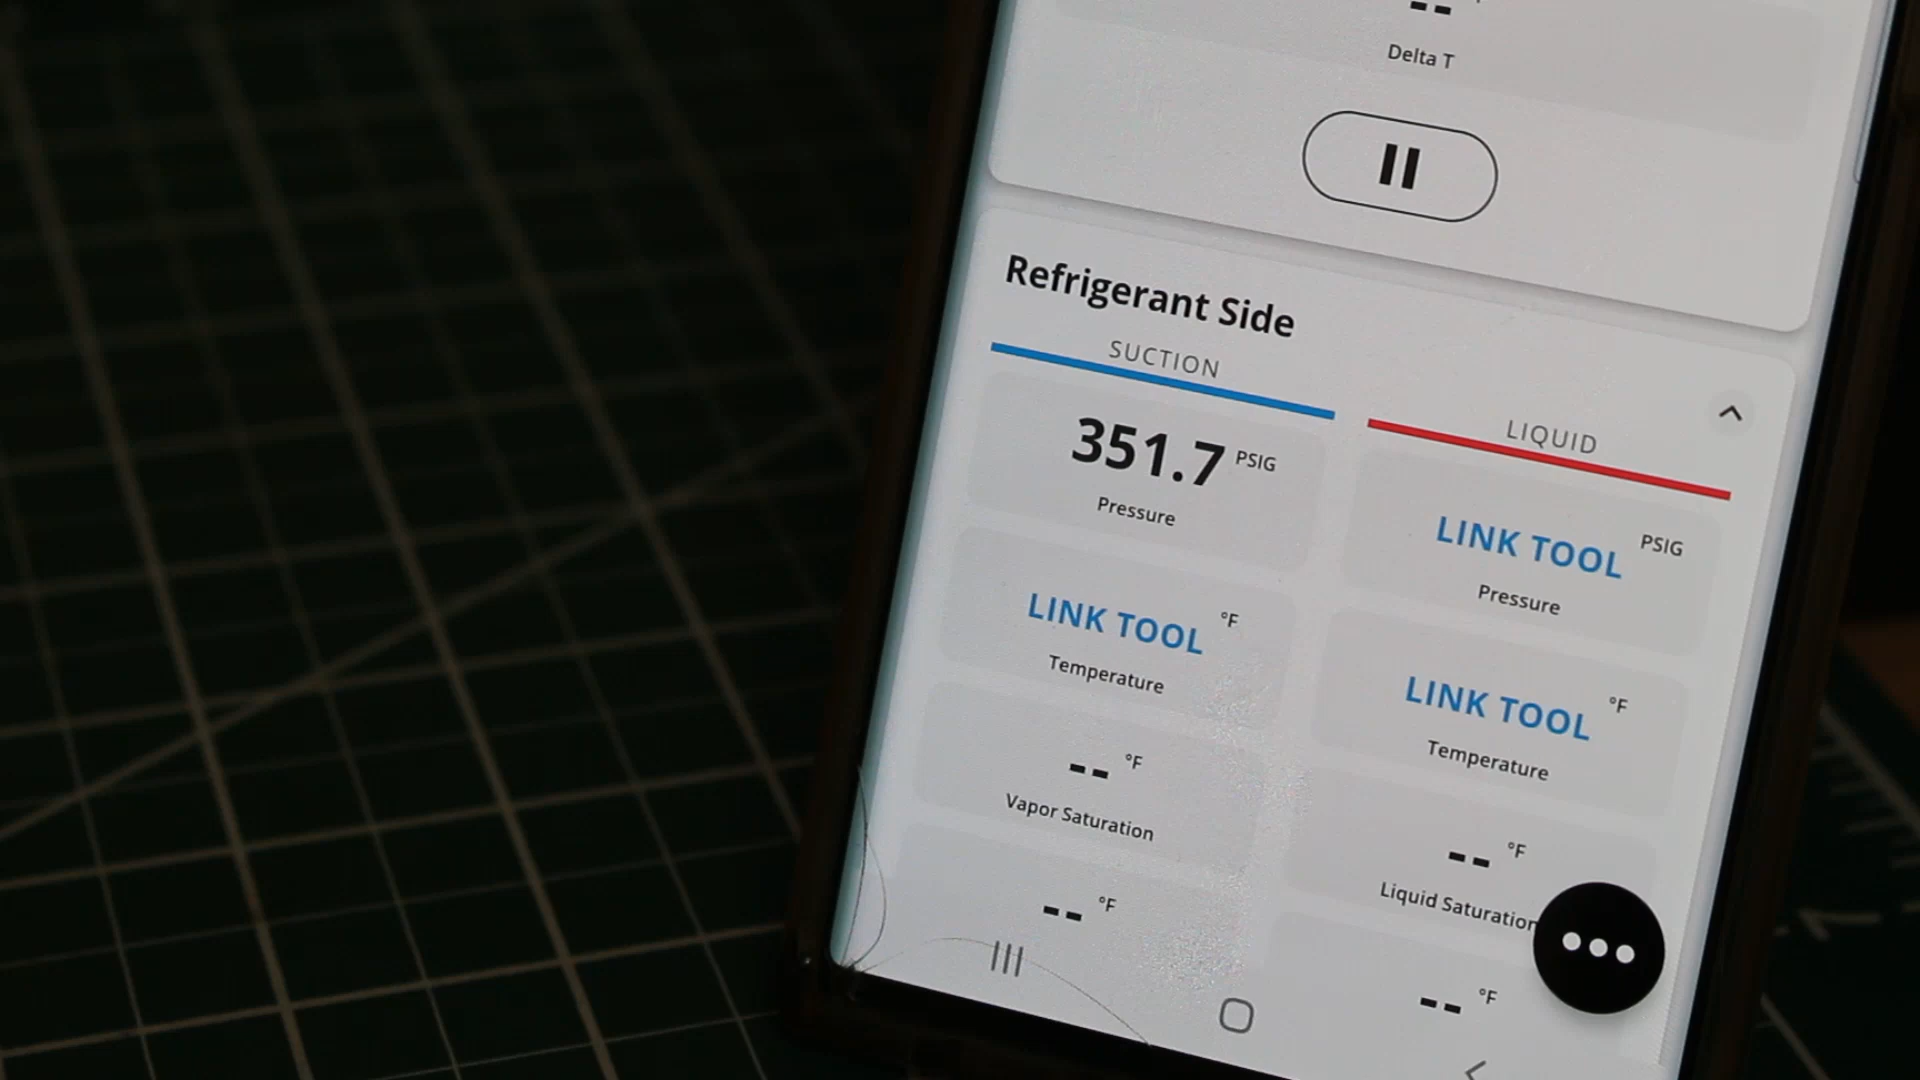 --
Delta T
Refrigerant Side
SUCTION
LIQUID
351.7 PSIG
Pressure
LINK TOOL PSIG
Pressure
LINK TOOL °F
Temperature
LINK TOOL °F
Temperature
-- °F
Vapor Saturation
-- °F
Liquid Saturation
-- °F
-- °F